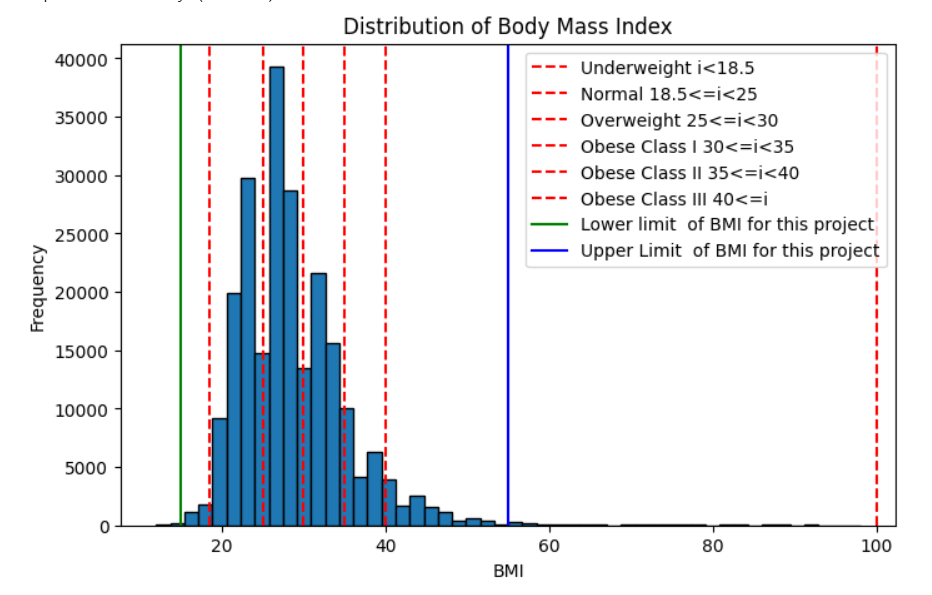 Distribution of Body Mass Index
Underweight i<18.5
Normal 18.5<=i<25
Overweight 25<=i<30
Obese Class I 30<=i<35
Obese Class II 35<=i<40
Obese Class III 40<=i
Lower limit  of BMI for this project
Upper Limit  of BMI for this project
Frequency
40000
35000
30000
25000
20000
15000
10000
5000
0
20 40 60 80 100
BMI